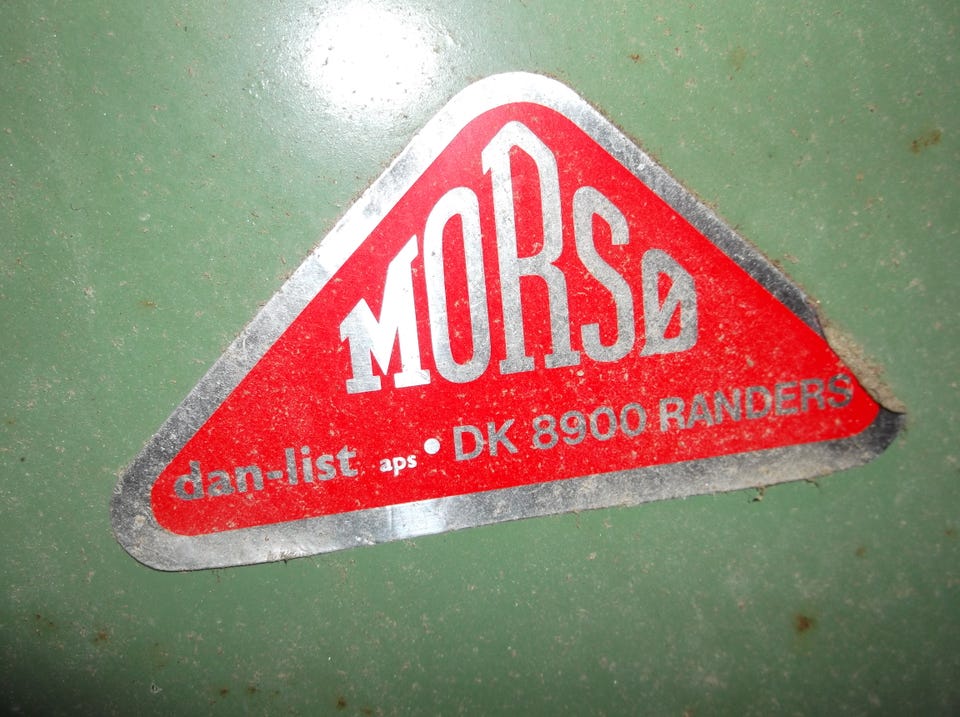 MORSØ
dan-list aps • DK 8900 RANDERS